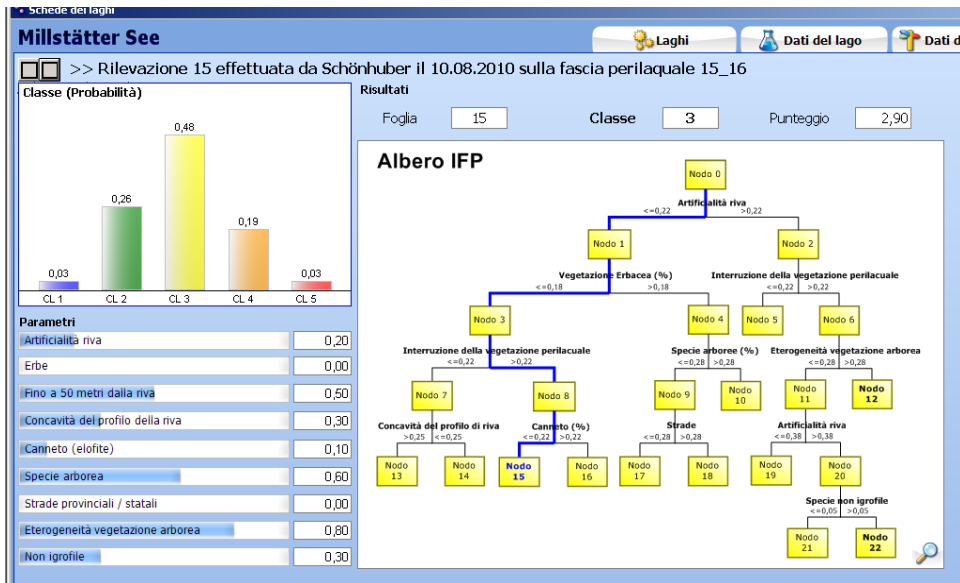 Schede dei laghi
Millstätter See
Laghi
Dati del lago
Dati d
>> Rilevazione 15 effettuata da Schönhuber il 10.08.2010 sulla fascia perilaquale 15_16
Classe (Probabilità)
0,03
0,26
0,48
0,19
0,03
CL 1
CL 2
CL 3
CL 4
CL 5
Parametri
Artificialità riva 0,20
Erbe 0,00
Fino a 50 metri dalla riva 0,50
Concavità del profilo della riva 0,30
Canneto (elofite) 0,10
Specie arborea 0,60
Strade provinciali / statali 0,00
Eterogeneità vegetazione arborea 0,80
Non igrofile 0,30
Risultati
Foglia 15 Classe 3 Punteggio 2,90
Albero IFP
Nodo 0
Artificialità riva
<=0,22 >0,22
Nodo 1 Nodo 2
Vegetazione Erbacea (%) Interruzione della vegetazione perilacuale
<=0,18 >0,18 <=0,22 >0,22
Nodo 3 Nodo 4 Nodo 5 Nodo 6
Interruzione della vegetazione perilacuale Specie arboree (%) Eterogeneità vegetazione arborea
<=0,22 >0,22 <=0,28 >0,28 <=0,28 >0,28
Nodo 7 Nodo 8 Nodo 9 Nodo 10 Nodo 11 Nodo 12
Concavità del profilo di riva Canneto (%) Strade Artificialità riva
>0,25 <=0,25 <=0,22 >0,22 <=0,28 >0,28 <=0,38 >0,38
Nodo 13 Nodo 14 Nodo 15 Nodo 16 Nodo 17 Nodo 18 Nodo 19 Nodo 20
Specie non igrofile
<=0,05 >0,05
Nodo 21 Nodo 22